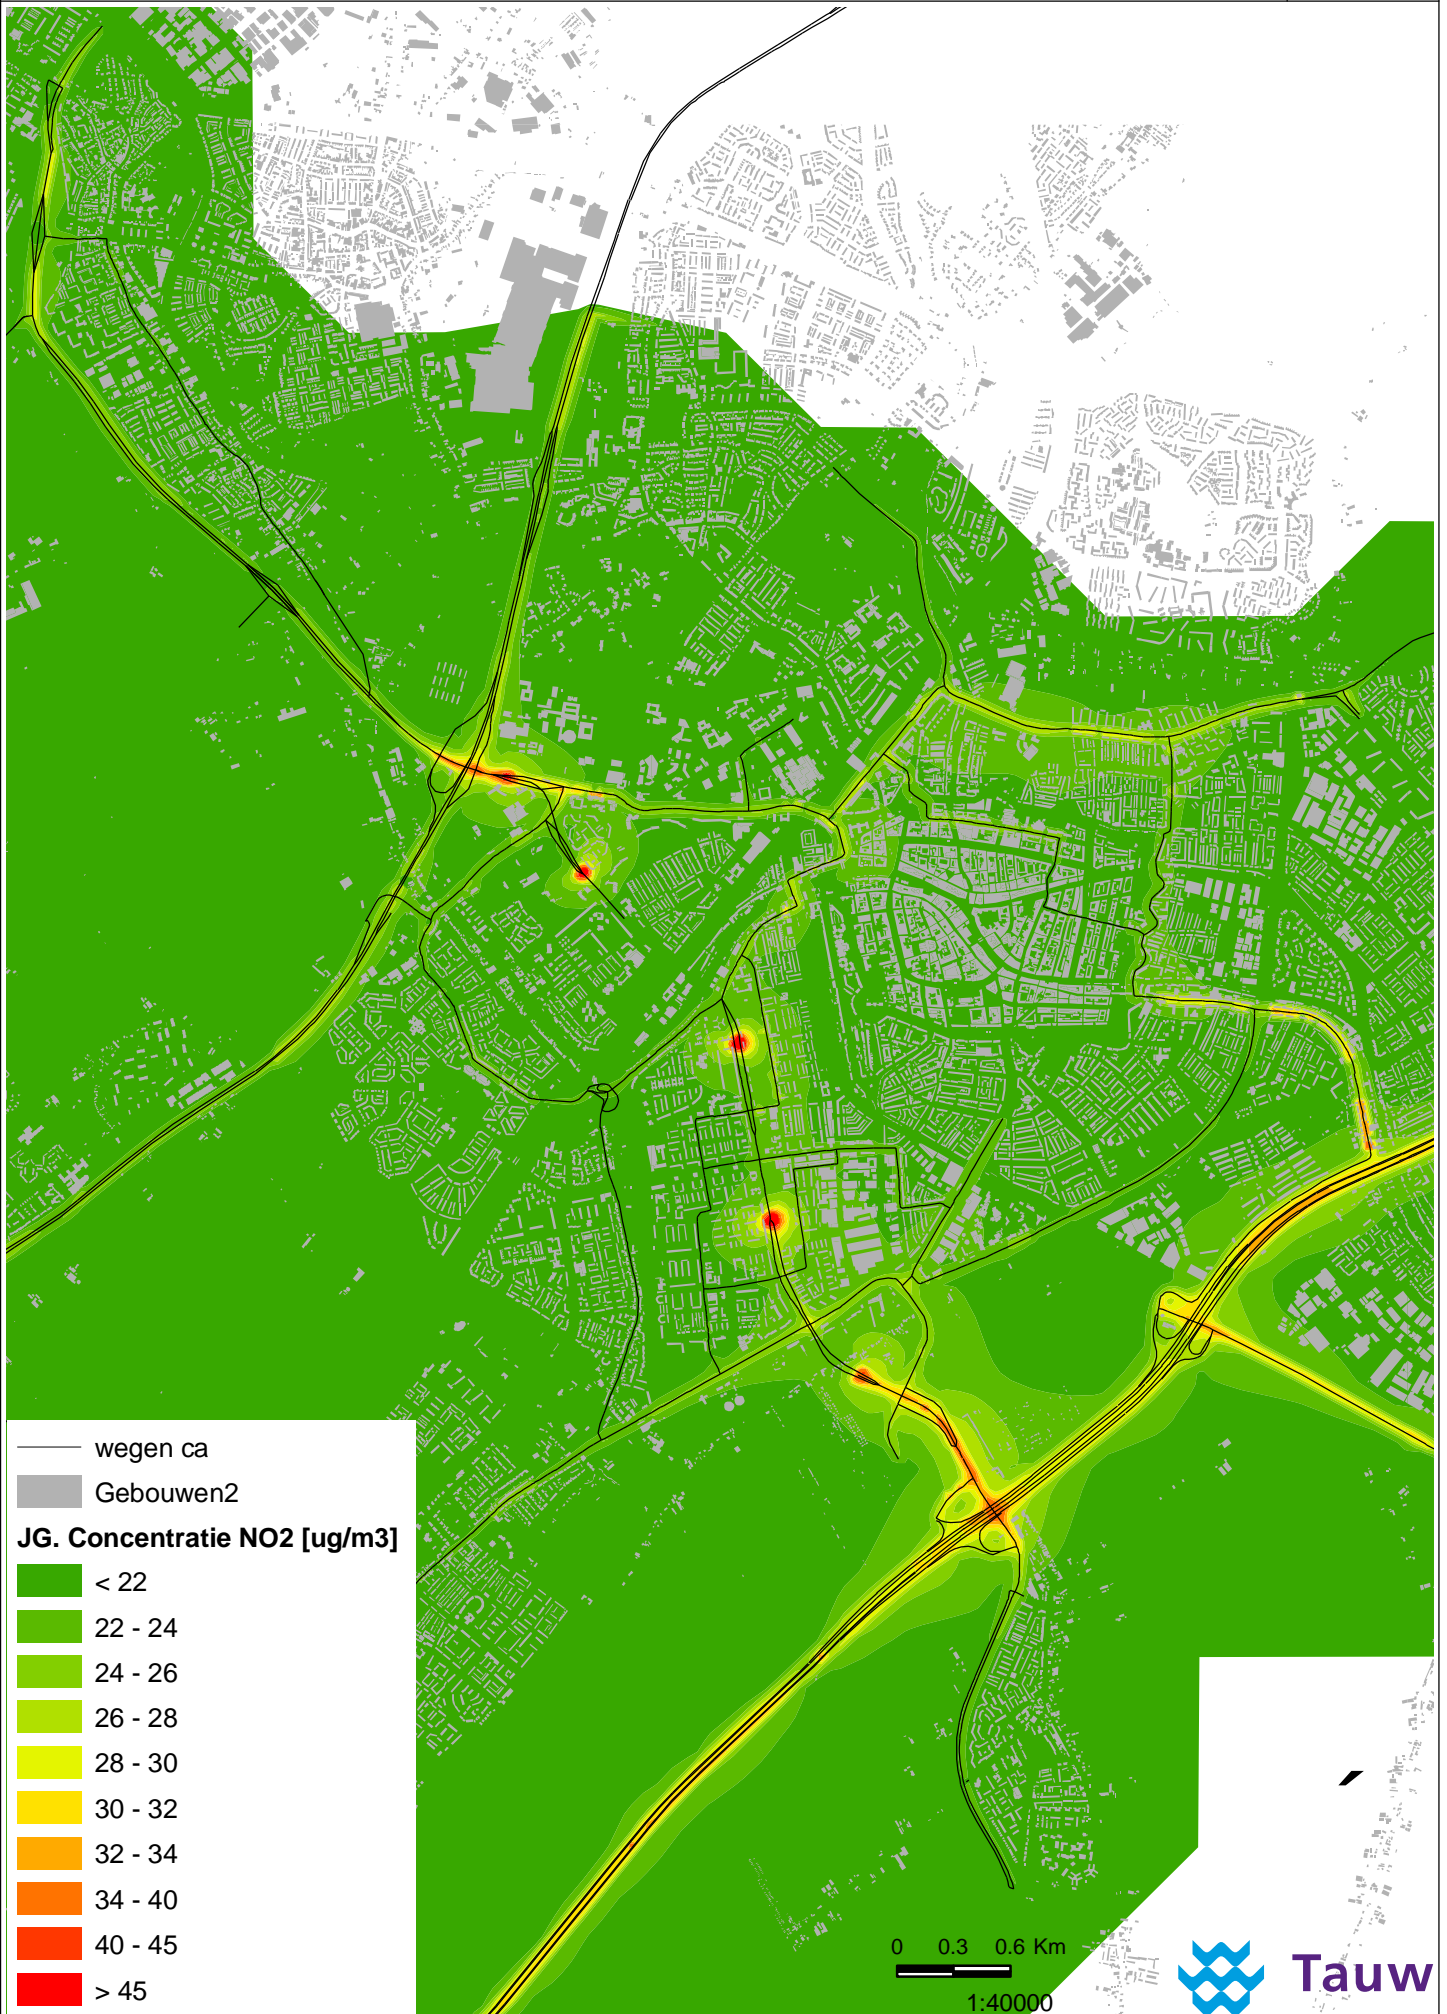 wegen ca
Gebouwen2
JG. Concentratie NO2 [ug/m3]
< 22
22 - 24
24 - 26
26 - 28
28 - 30
30 - 32
32 - 34
34 - 40
40 - 45
> 45
0 0.3 0.6 Km
1:40000
Tauw